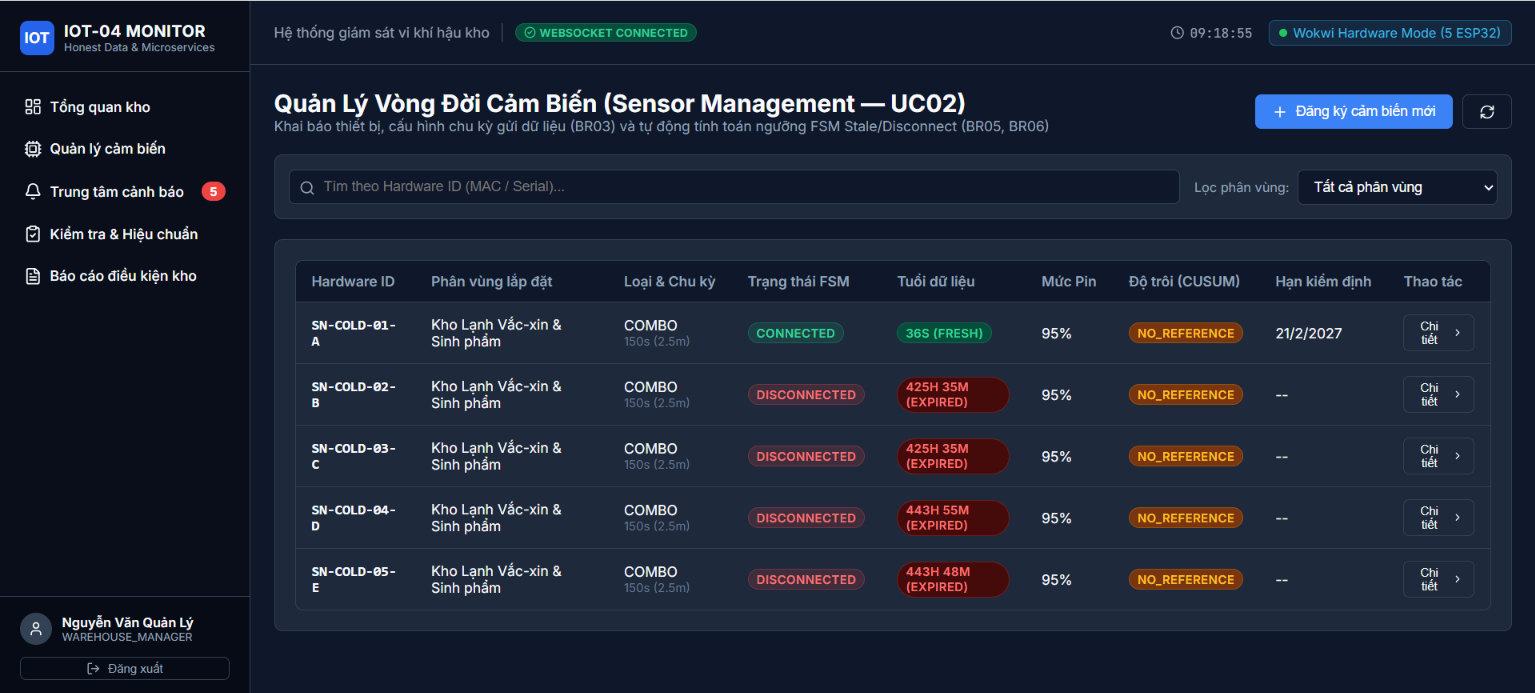 IOT
IOT-04 MONITOR
Honest Data & Microservices
Tổng quan kho
Quản lý cảm biến
Trung tâm cảnh báo 5
Kiểm tra & Hiệu chuẩn
Báo cáo điều kiện kho
Nguyễn Văn Quản Lý
WAREHOUSE_MANAGER
Đăng xuất
Hệ thống giám sát vi khí hậu kho
WEBSOCKET CONNECTED
09:18:55
Wokwi Hardware Mode (5 ESP32)
Quản Lý Vòng Đời Cảm Biến (Sensor Management — UC02)
Khai báo thiết bị, cấu hình chu kỳ gửi dữ liệu (BR03) và tự động tính toán ngưỡng FSM Stale/Disconnect (BR05, BR06)
+ Đăng ký cảm biến mới
Tìm theo Hardware ID (MAC / Serial)...
Lọc phân vùng:
Tất cả phân vùng
Hardware ID Phân vùng lắp đặt Loại & Chu kỳ Trạng thái FSM Tuổi dữ liệu Mức Pin Độ trôi (CUSUM) Hạn kiểm định Thao tác
SN-COLD-01-
A
Kho Lạnh Vắc-xin &
Sinh phẩm
COMBO
150s (2.5m)
CONNECTED
36S (FRESH)
95%
NO_REFERENCE
21/2/2027
Chi
tiết
SN-COLD-02-
B
Kho Lạnh Vắc-xin &
Sinh phẩm
COMBO
150s (2.5m)
DISCONNECTED
425H 35M
(EXPIRED)
95%
NO_REFERENCE
--
Chi
tiết
SN-COLD-03-
C
Kho Lạnh Vắc-xin &
Sinh phẩm
COMBO
150s (2.5m)
DISCONNECTED
425H 35M
(EXPIRED)
95%
NO_REFERENCE
--
Chi
tiết
SN-COLD-04-
D
Kho Lạnh Vắc-xin &
Sinh phẩm
COMBO
150s (2.5m)
DISCONNECTED
443H 55M
(EXPIRED)
95%
NO_REFERENCE
--
Chi
tiết
SN-COLD-05-
E
Kho Lạnh Vắc-xin &
Sinh phẩm
COMBO
150s (2.5m)
DISCONNECTED
443H 48M
(EXPIRED)
95%
NO_REFERENCE
--
Chi
tiết